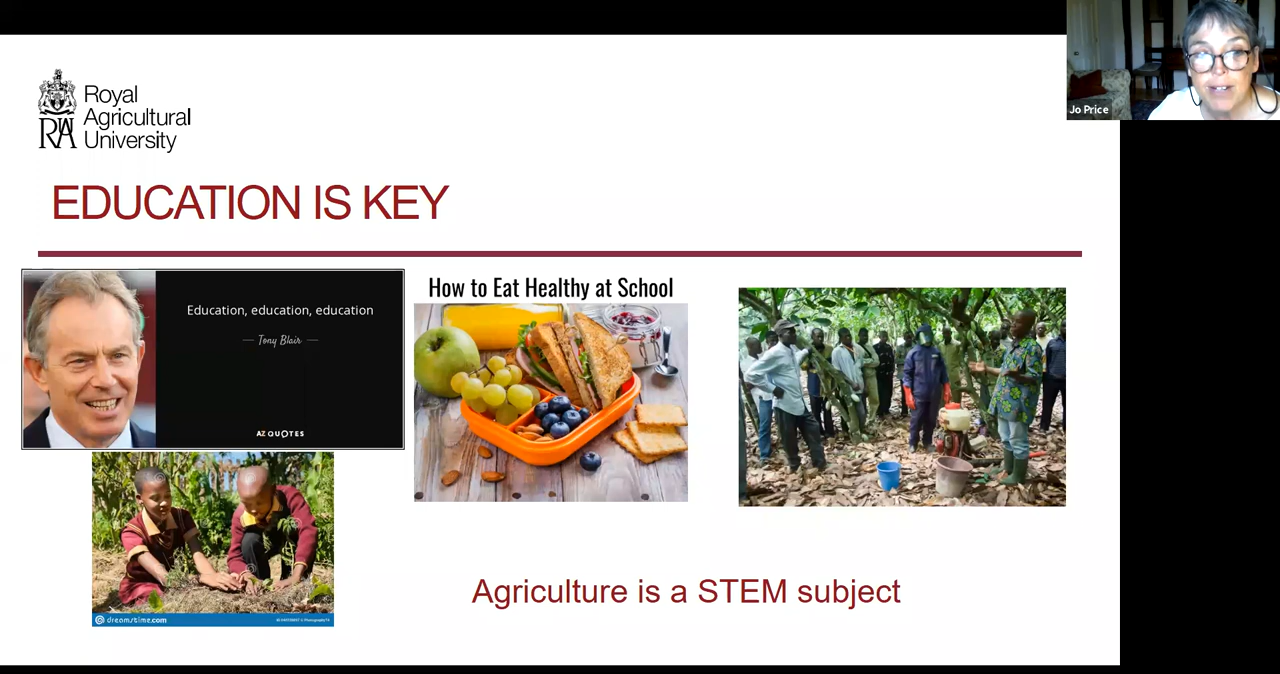 Jo Price
Royal
Agricultural
University
EDUCATION IS KEY
Education, education, education
Tony Blair
AZ QUOTES
How to Eat Healthy at School
dreamstime.com
Agriculture is a STEM subject